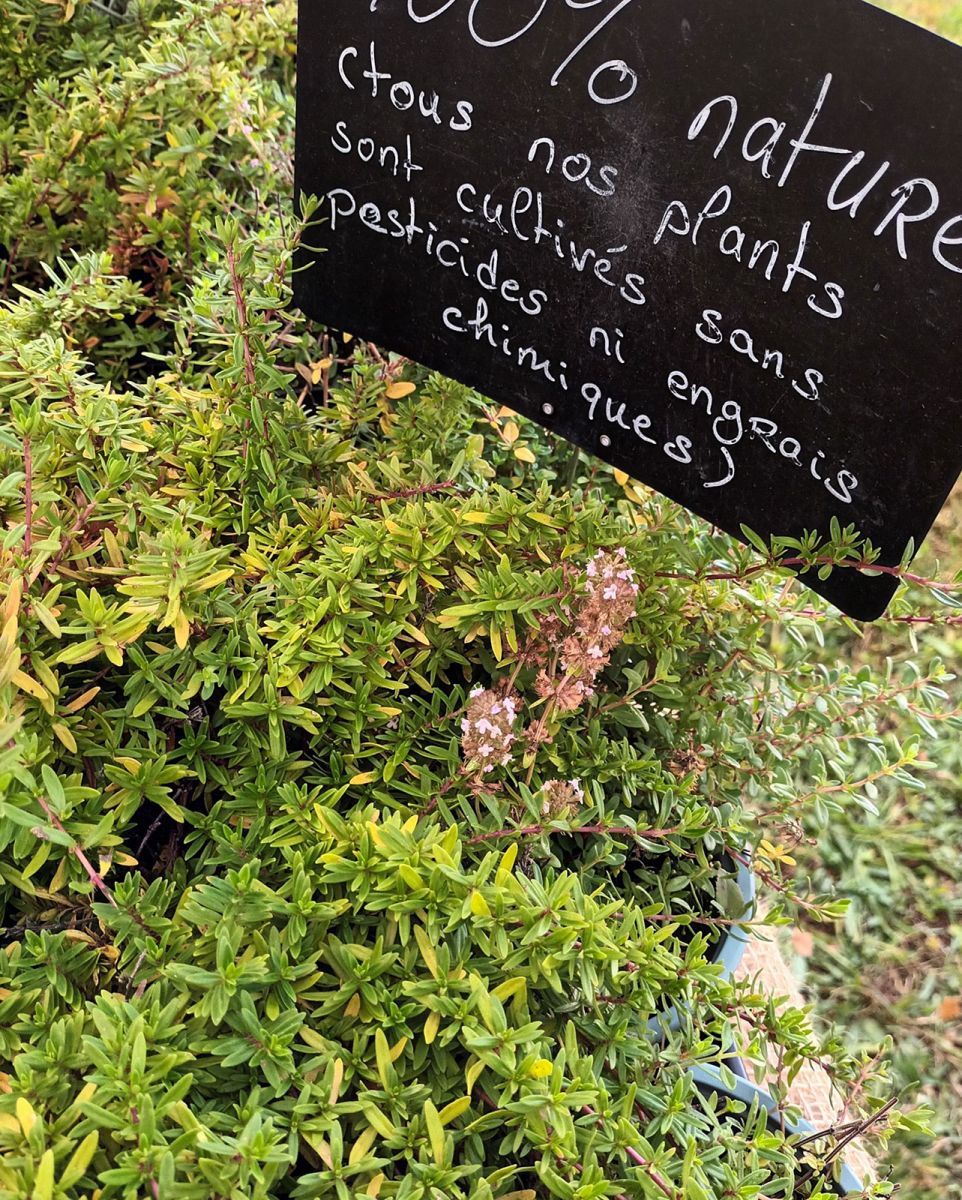 100% nature
(tous nos plants
sont cultivés sans
pesticides ni engrais
chimiques)